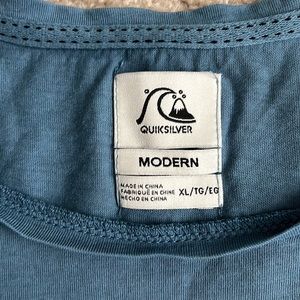 QUIKSILVER
MODERN
MADE IN CHINA
FABRIQUÉ EN CHINE XL/TG/EG
HECHO EN CHINA